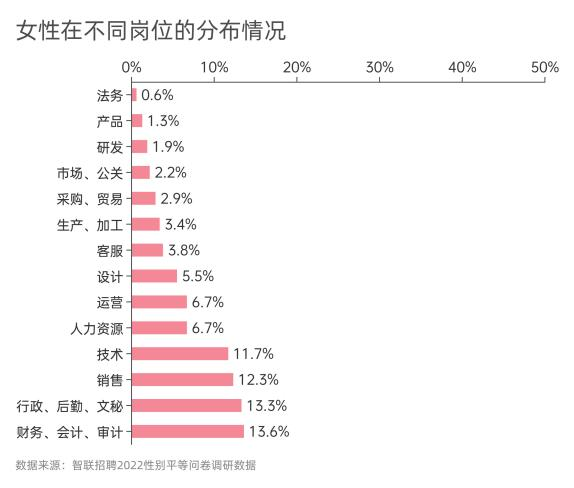 女性在不同岗位的分布情况
0% 10% 20% 30% 40% 50%
法务 0.6%
产品 1.3%
研发 1.9%
市场、公关 2.2%
采购、贸易 2.9%
生产、加工 3.4%
客服 3.8%
设计 5.5%
运营 6.7%
人力资源 6.7%
技术 11.7%
销售 12.3%
行政、后勤、文秘 13.3%
财务、会计、审计 13.6%
数据来源：智联招聘2022性别平等问卷调研数据